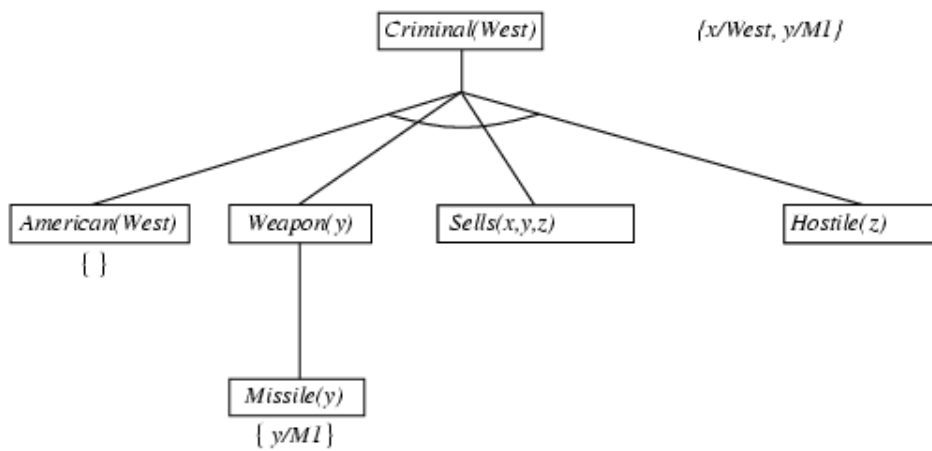 Criminal(West)
{x/West, y/M1}
American(West)
Weapon(y)
Sells(x,y,z)
Hostile(z)
{ }
Missile(y)
{ y/M1 }